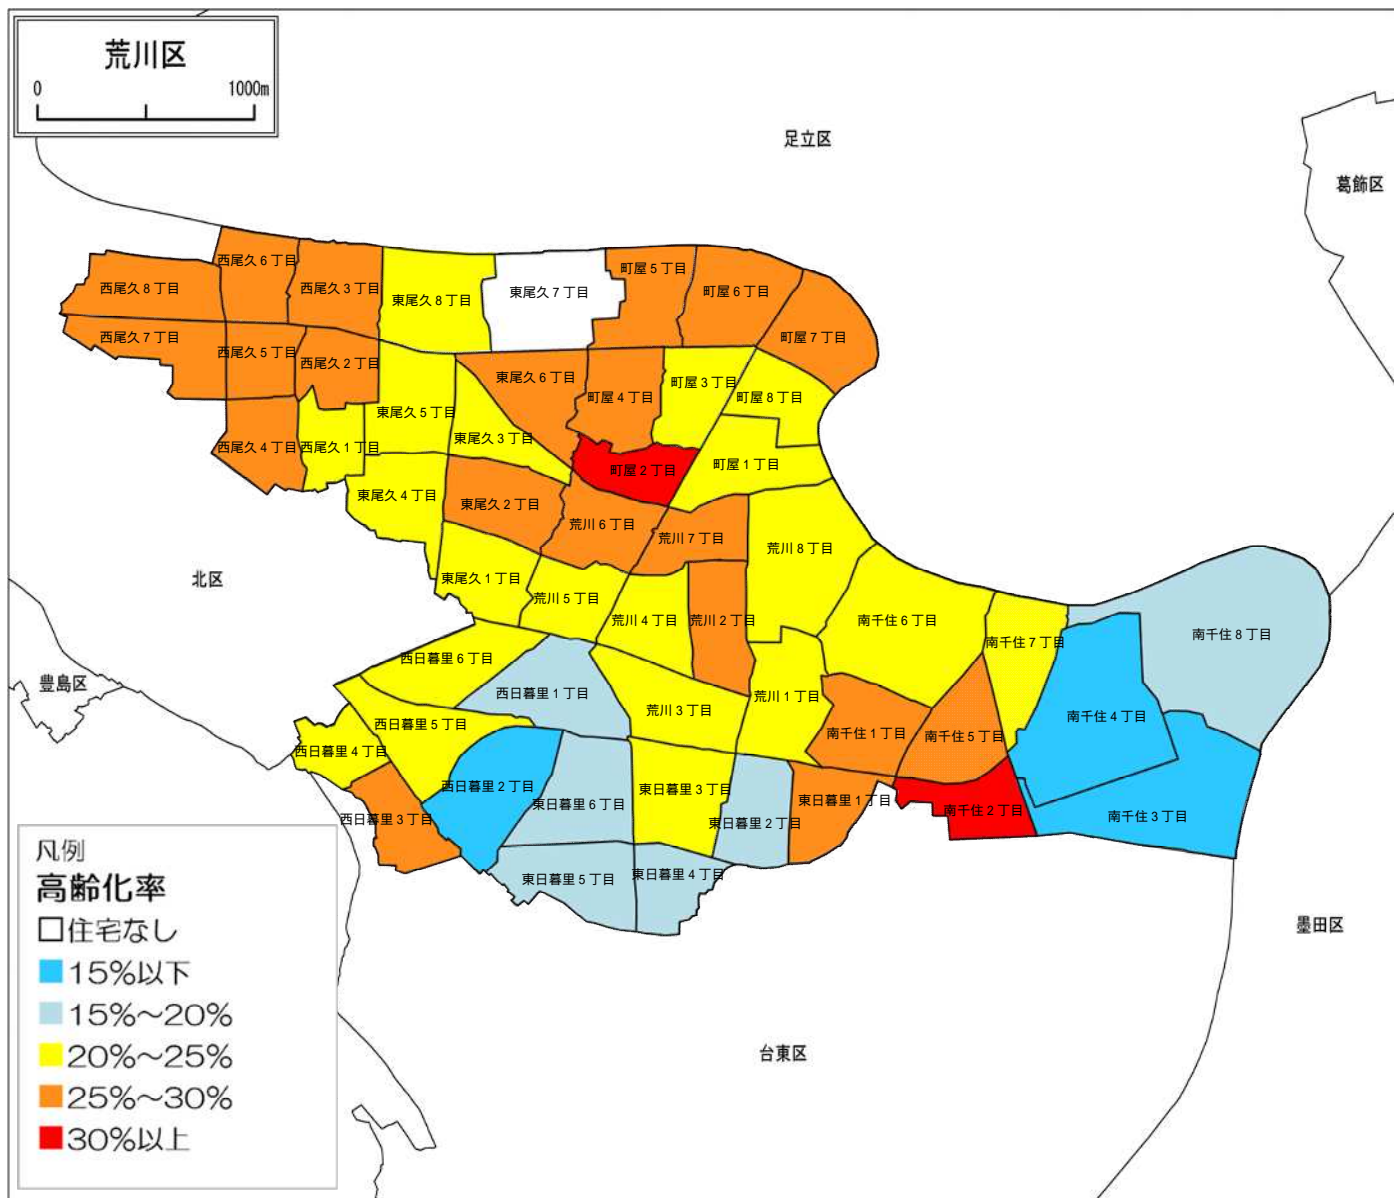 荒川区
0 1000m
足立区
葛飾区
西尾久6丁目
西尾久8丁目
西尾久3丁目
東尾久8丁目
東尾久7丁目
町屋5丁目
町屋6丁目
町屋7丁目
西尾久7丁目
西尾久5丁目
西尾久2丁目
東尾久6丁目
町屋4丁目
町屋3丁目
町屋8丁目
東尾久5丁目
東尾久3丁目
西尾久4丁目
西尾久1丁目
町屋2丁目
町屋1丁目
東尾久4丁目
東尾久2丁目
荒川6丁目
荒川7丁目
荒川8丁目
北区
東尾久1丁目
荒川5丁目
荒川4丁目
荒川2丁目
南千住6丁目
南千住7丁目
南千住8丁目
西日暮里6丁目
豊島区
西日暮里1丁目
荒川3丁目
荒川1丁目
西日暮里5丁目
南千住1丁目
南千住5丁目
南千住4丁目
西日暮里4丁目
西日暮里2丁目
東日暮里6丁目
東日暮里3丁目
東日暮里2丁目
東日暮里1丁目
南千住2丁目
南千住3丁目
西日暮里3丁目
東日暮里5丁目
東日暮里4丁目
墨田区
台東区
凡例
高齢化率
住宅なし
15%以下
15%～20%
20%～25%
25%～30%
30%以上